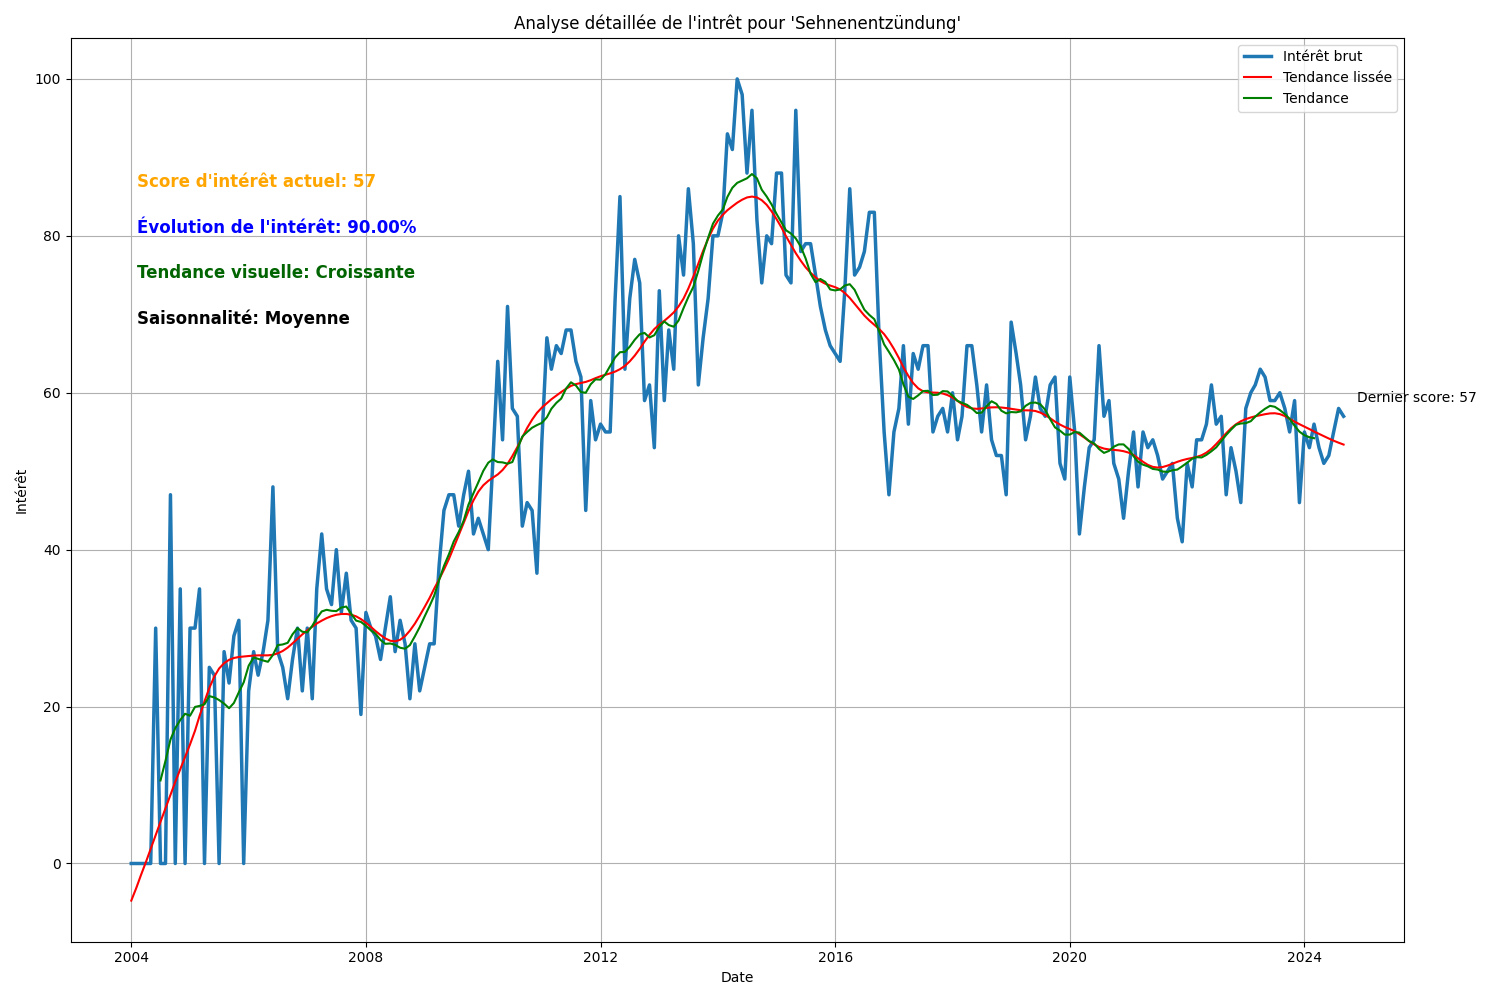 Analyse détaillée de l'intrêt pour 'Sehnenentzündung'
Intérêt brut
Tendance lissée
Tendance
Score d'intérêt actuel: 57
Évolution de l'intérêt: 90.00%
Tendance visuelle: Croissante
Saisonnalité: Moyenne
Dernier score: 57
Intérêt
100
80
60
40
20
0
2004
2008
2012
2016
2020
2024
Date